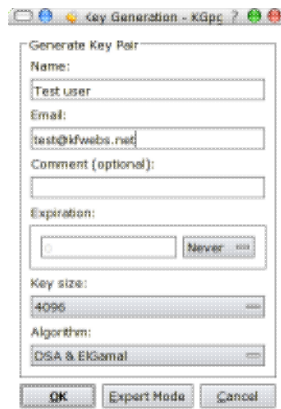 Key Generation - KGpg ?
Generate Key Pair
Name:
Test user
Email:
test@kfwebs.net
Comment (optional):
Expiration:
0
Never
Key size:
4096
Algorithm:
DSA & ElGamal
OK
Expert Mode
Cancel